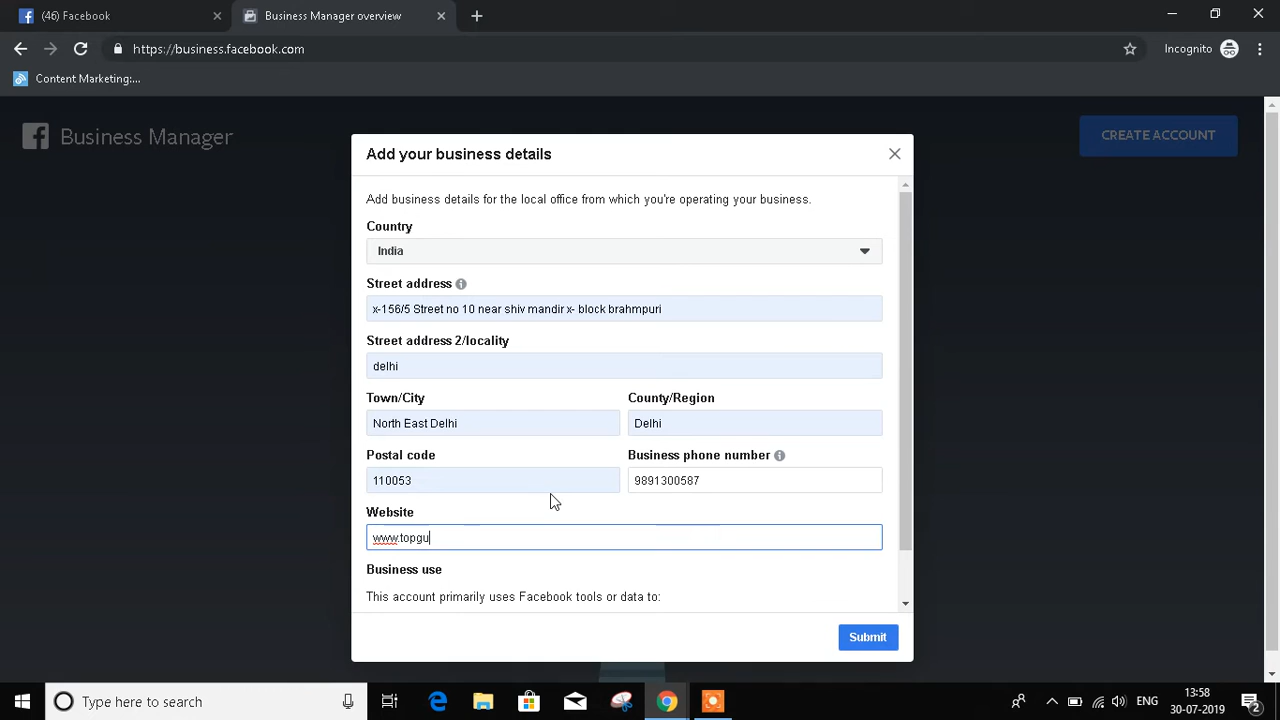 (46) Facebook
Business Manager overview
https://business.facebook.com
Incognito
Content Marketing:...
Business Manager
CREATE ACCOUNT
Add your business details
Add business details for the local office from which you're operating your business.
Country
India
Street address
x-156/5 Street no 10 near shiv mandir x- block brahmpuri
Street address 2/locality
delhi
Town/City
County/Region
North East Delhi
Delhi
Postal code
Business phone number
110053
9891300587
Website
www.topgu
Business use
This account primarily uses Facebook tools or data to:
Submit
Type here to search
ENG
13:58
30-07-2019
2